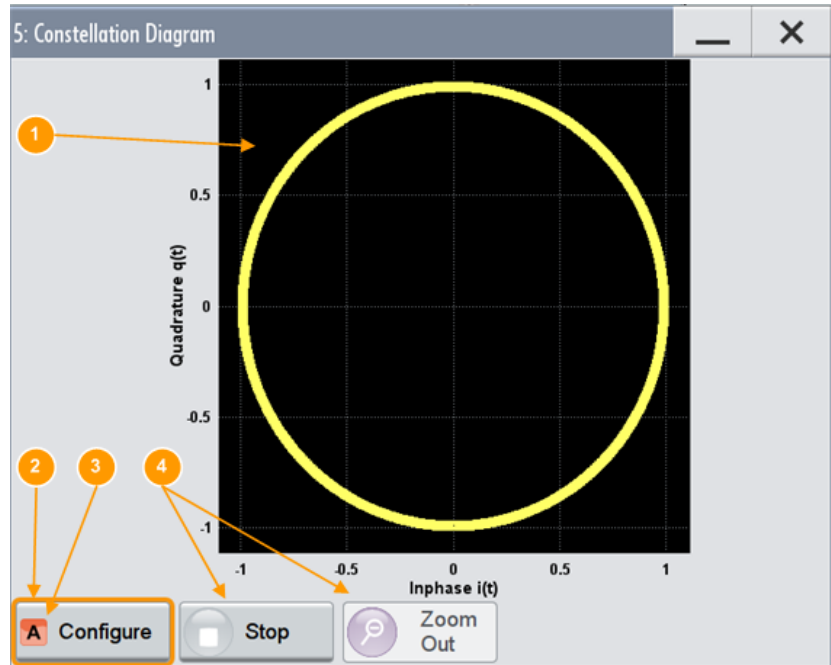 5: Constellation Diagram
1
1
0.5
Quadrature q(t)
0
-0.5
2
3
4
-1
-1
-0.5
0
0.5
1
Inphase i(t)
A Configure
Stop
Zoom
Out